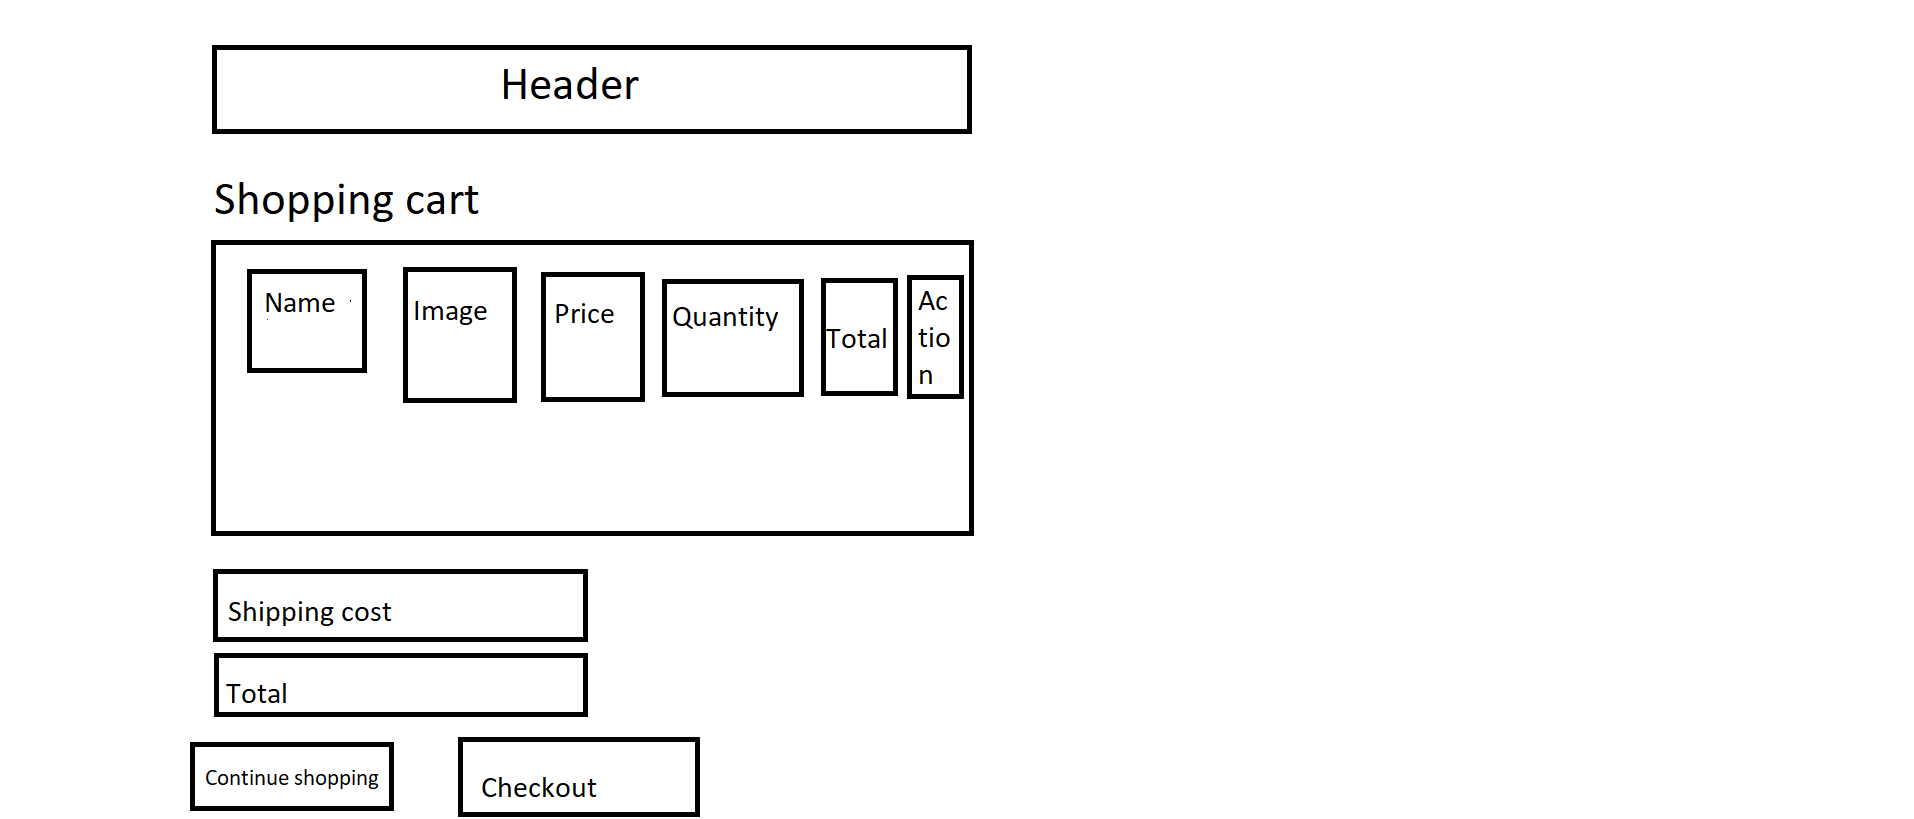 Header
Shopping cart
Name
Image
Price
Quantity
Total
Ac
tio
n
Shipping cost
Total
Continue shopping
Checkout